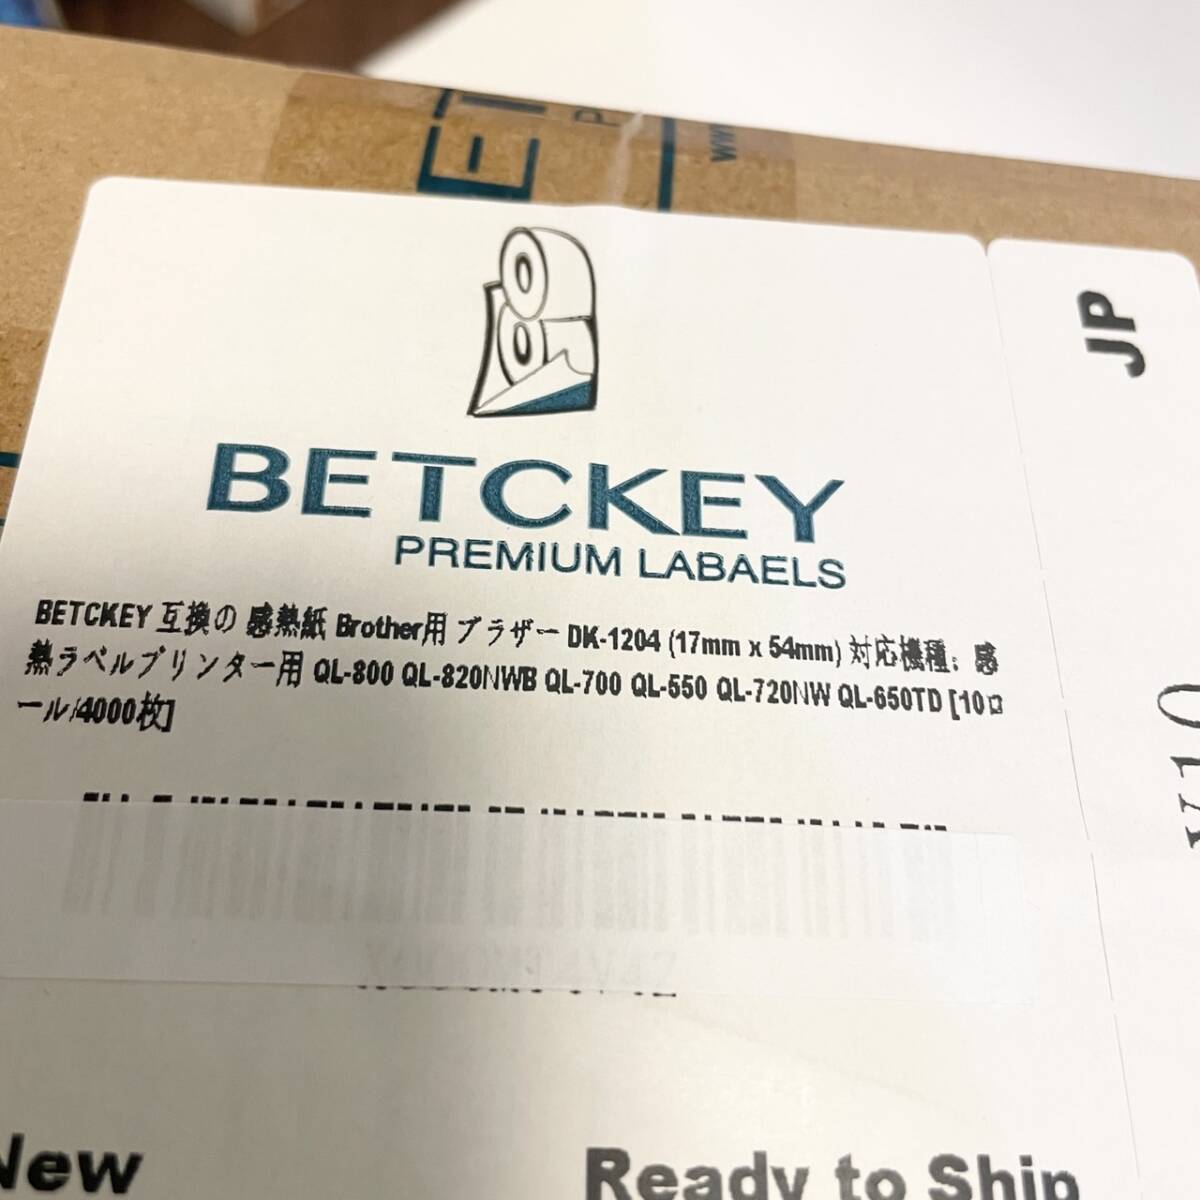 JP
BETCKEY
PREMIUM LABAELS
BETCKEY 互換の 感熱紙 Brother用 ブラザー DK-1204 (17mm x 54mm) 対応機種：感
熱ラベルプリンター用 QL-800 QL-820NWB QL-700 QL-550 QL-720NW QL-650TD [10ロ
ール/4000枚]
New
Ready to Ship